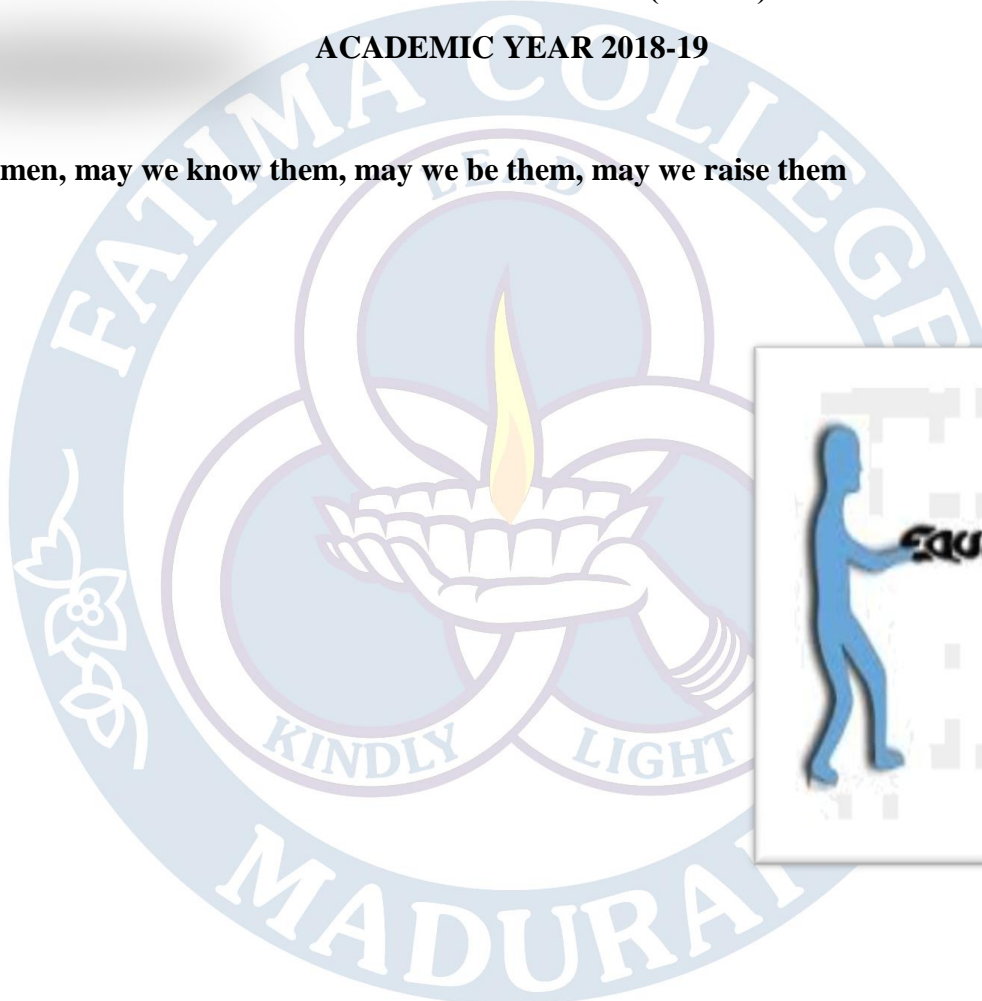 ACADEMIC YEAR 2018-19
men, may we know them, may we be them, may we raise them
FATIMA COLLEGE
LEAD
KINDLY
LIGHT
MADURAI